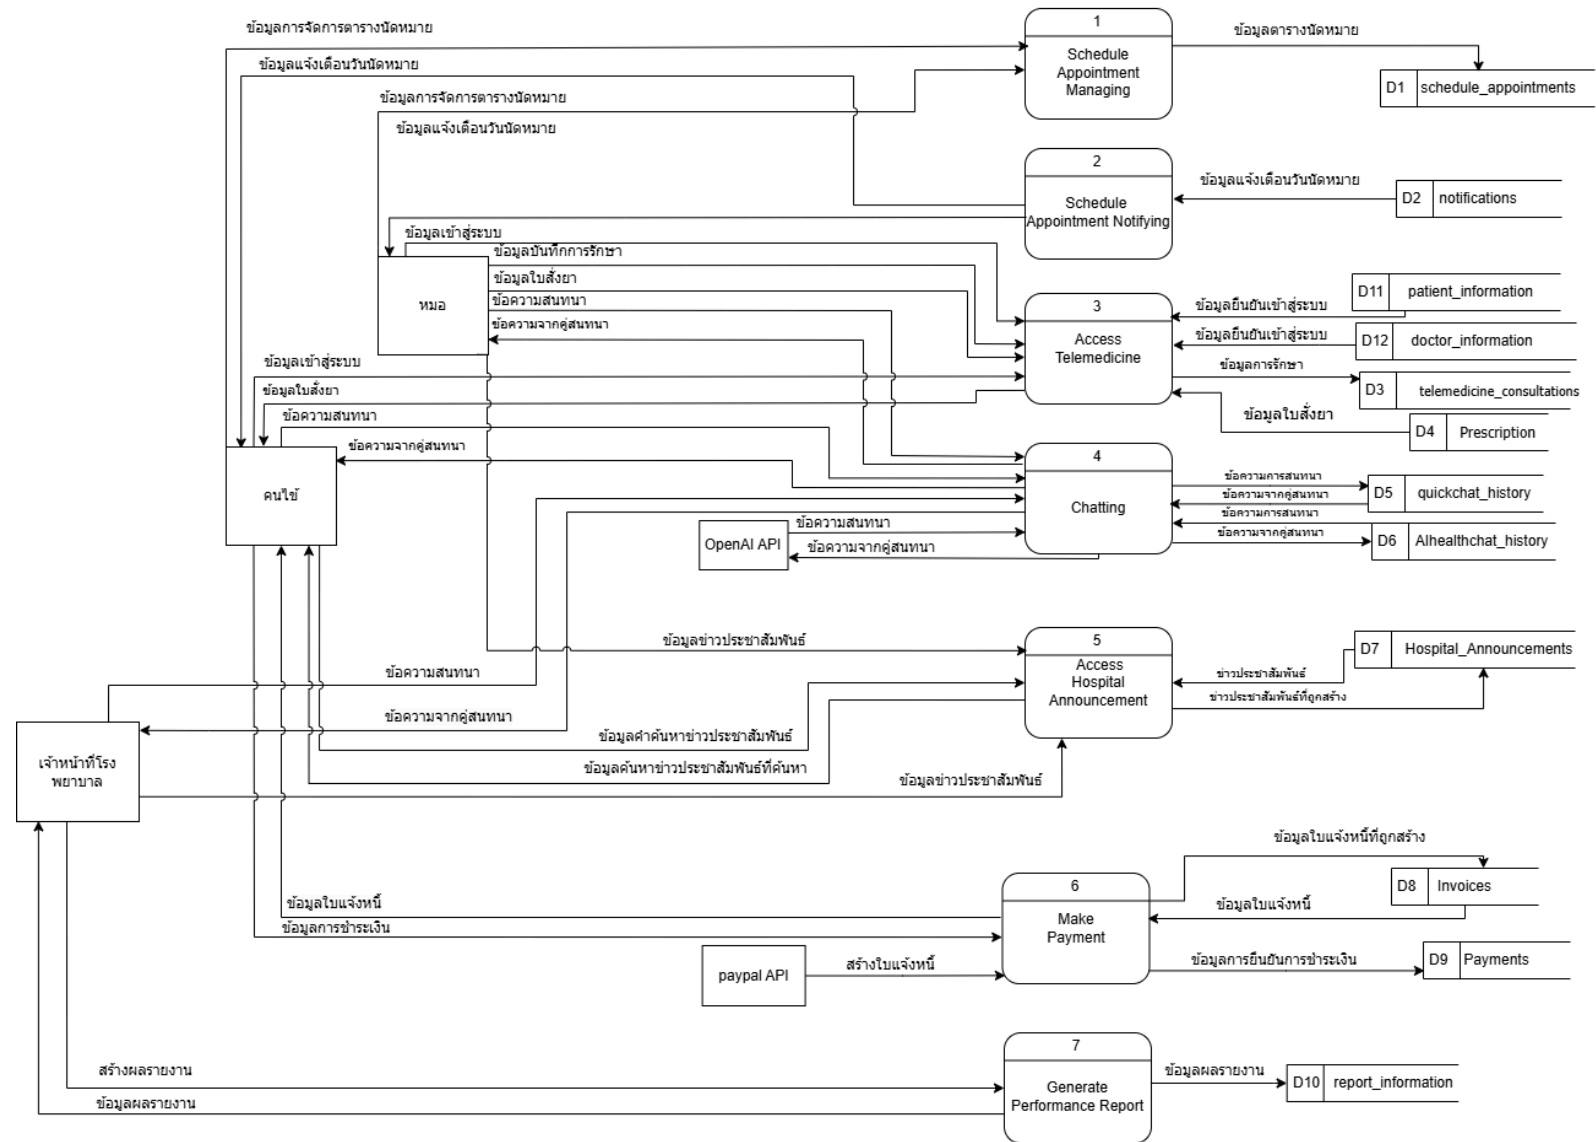 ข้อมูลการจัดการตารางนัดหมาย
1
Schedule
Appointment
Managing
ข้อมูลตารางนัดหมาย
D1 schedule_appointments
ข้อมูลแจ้งเตือนวันนัดหมาย
ข้อมูลการจัดการตารางนัดหมาย
ข้อมูลแจ้งเตือนวันนัดหมาย
2
Schedule
Appointment Notifying
ข้อมูลแจ้งเตือนวันนัดหมาย
D2 notifications
ข้อมูลเข้าสู่ระบบ
ข้อมูลบันทึกการรักษา
ข้อมูลใบสั่งยา
ข้อความสนทนา
ข้อความจากคู่สนทนา
หมอ
3
Access
Telemedicine
D11 patient_information
ข้อมูลยืนยันเข้าสู่ระบบ
ข้อมูลยืนยันเข้าสู่ระบบ
D12 doctor_information
ข้อมูลการรักษา
D3 telemedicine_consultations
ข้อมูลใบสั่งยา
D4 Prescription
ข้อมูลเข้าสู่ระบบ
ข้อมูลใบสั่งยา
ข้อความสนทนา
ข้อความจากคู่สนทนา
คนไข้
4
Chatting
ข้อความการสนทนา
D5 quickchat_history
ข้อความจากคู่สนทนา
ข้อความการสนทนา
ข้อความจากคู่สนทนา
D6 AIhealthchat_history
OpenAI API
ข้อความสนทนา
ข้อความจากคู่สนทนา
ข้อมูลข่าวประชาสัมพันธ์
5
Access
Hospital
Announcement
D7 Hospital_Announcements
ข่าวประชาสัมพันธ์
ข่าวประชาสัมพันธ์ที่ถูกสร้าง
ข้อความสนทนา
ข้อความจากคู่สนทนา
ข้อมูลคำค้นหาข่าวประชาสัมพันธ์
ข้อมูลค้นหาข่าวประชาสัมพันธ์ที่ค้นหา
ข้อมูลข่าวประชาสัมพันธ์
เจ้าหน้าที่โรง
พยาบาล
ข้อมูลใบแจ้งหนี้ที่ถูกสร้าง
6
Make
Payment
D8 Invoices
ข้อมูลใบแจ้งหนี้
ข้อมูลใบแจ้งหนี้
ข้อมูลการชำระเงิน
paypal API
สร้างใบแจ้งหนี้
ข้อมูลการยืนยันการชำระเงิน
D9 Payments
7
Generate
Performance Report
สร้างผลรายงาน
ข้อมูลผลรายงาน
ข้อมูลผลรายงาน
D10 report_information